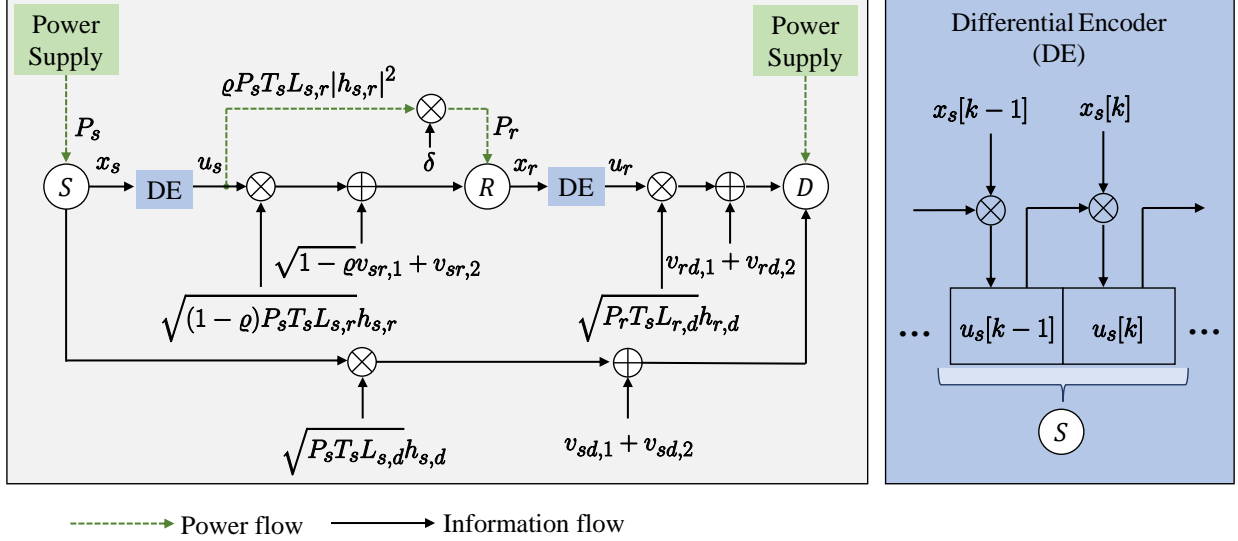 Power
Supply
Power
Supply
Differential Encoder
(DE)
ϱP_sT_sL_{s,r}|h_{s,r}|^2
x_s[k − 1]
x_s[k]
P_s
P_r
δ
x_s
u_s
x_r
u_r
S
DE
R
DE
D
√(1 − ϱ)v_{sr,1} + v_{sr,2}
v_{rd,1} + v_{rd,2}
√((1 − ϱ)P_sT_sL_{s,r})h_{s,r}
√(P_rT_sL_{r,d})h_{r,d}
... u_s[k − 1] u_s[k] ...
√(P_sT_sL_{s,d})h_{s,d}
v_{sd,1} + v_{sd,2}
S
Power flow
Information flow